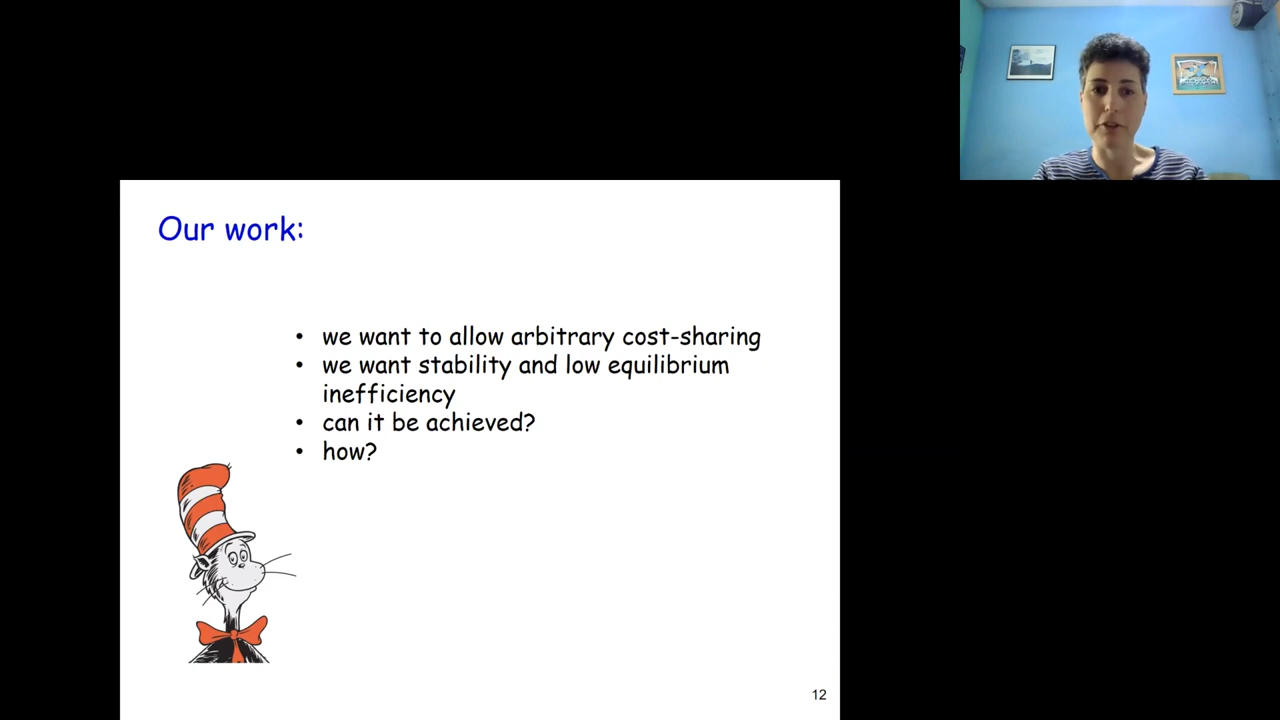 Our work:
• we want to allow arbitrary cost-sharing
• we want stability and low equilibrium
inefficiency
• can it be achieved?
• how?
12